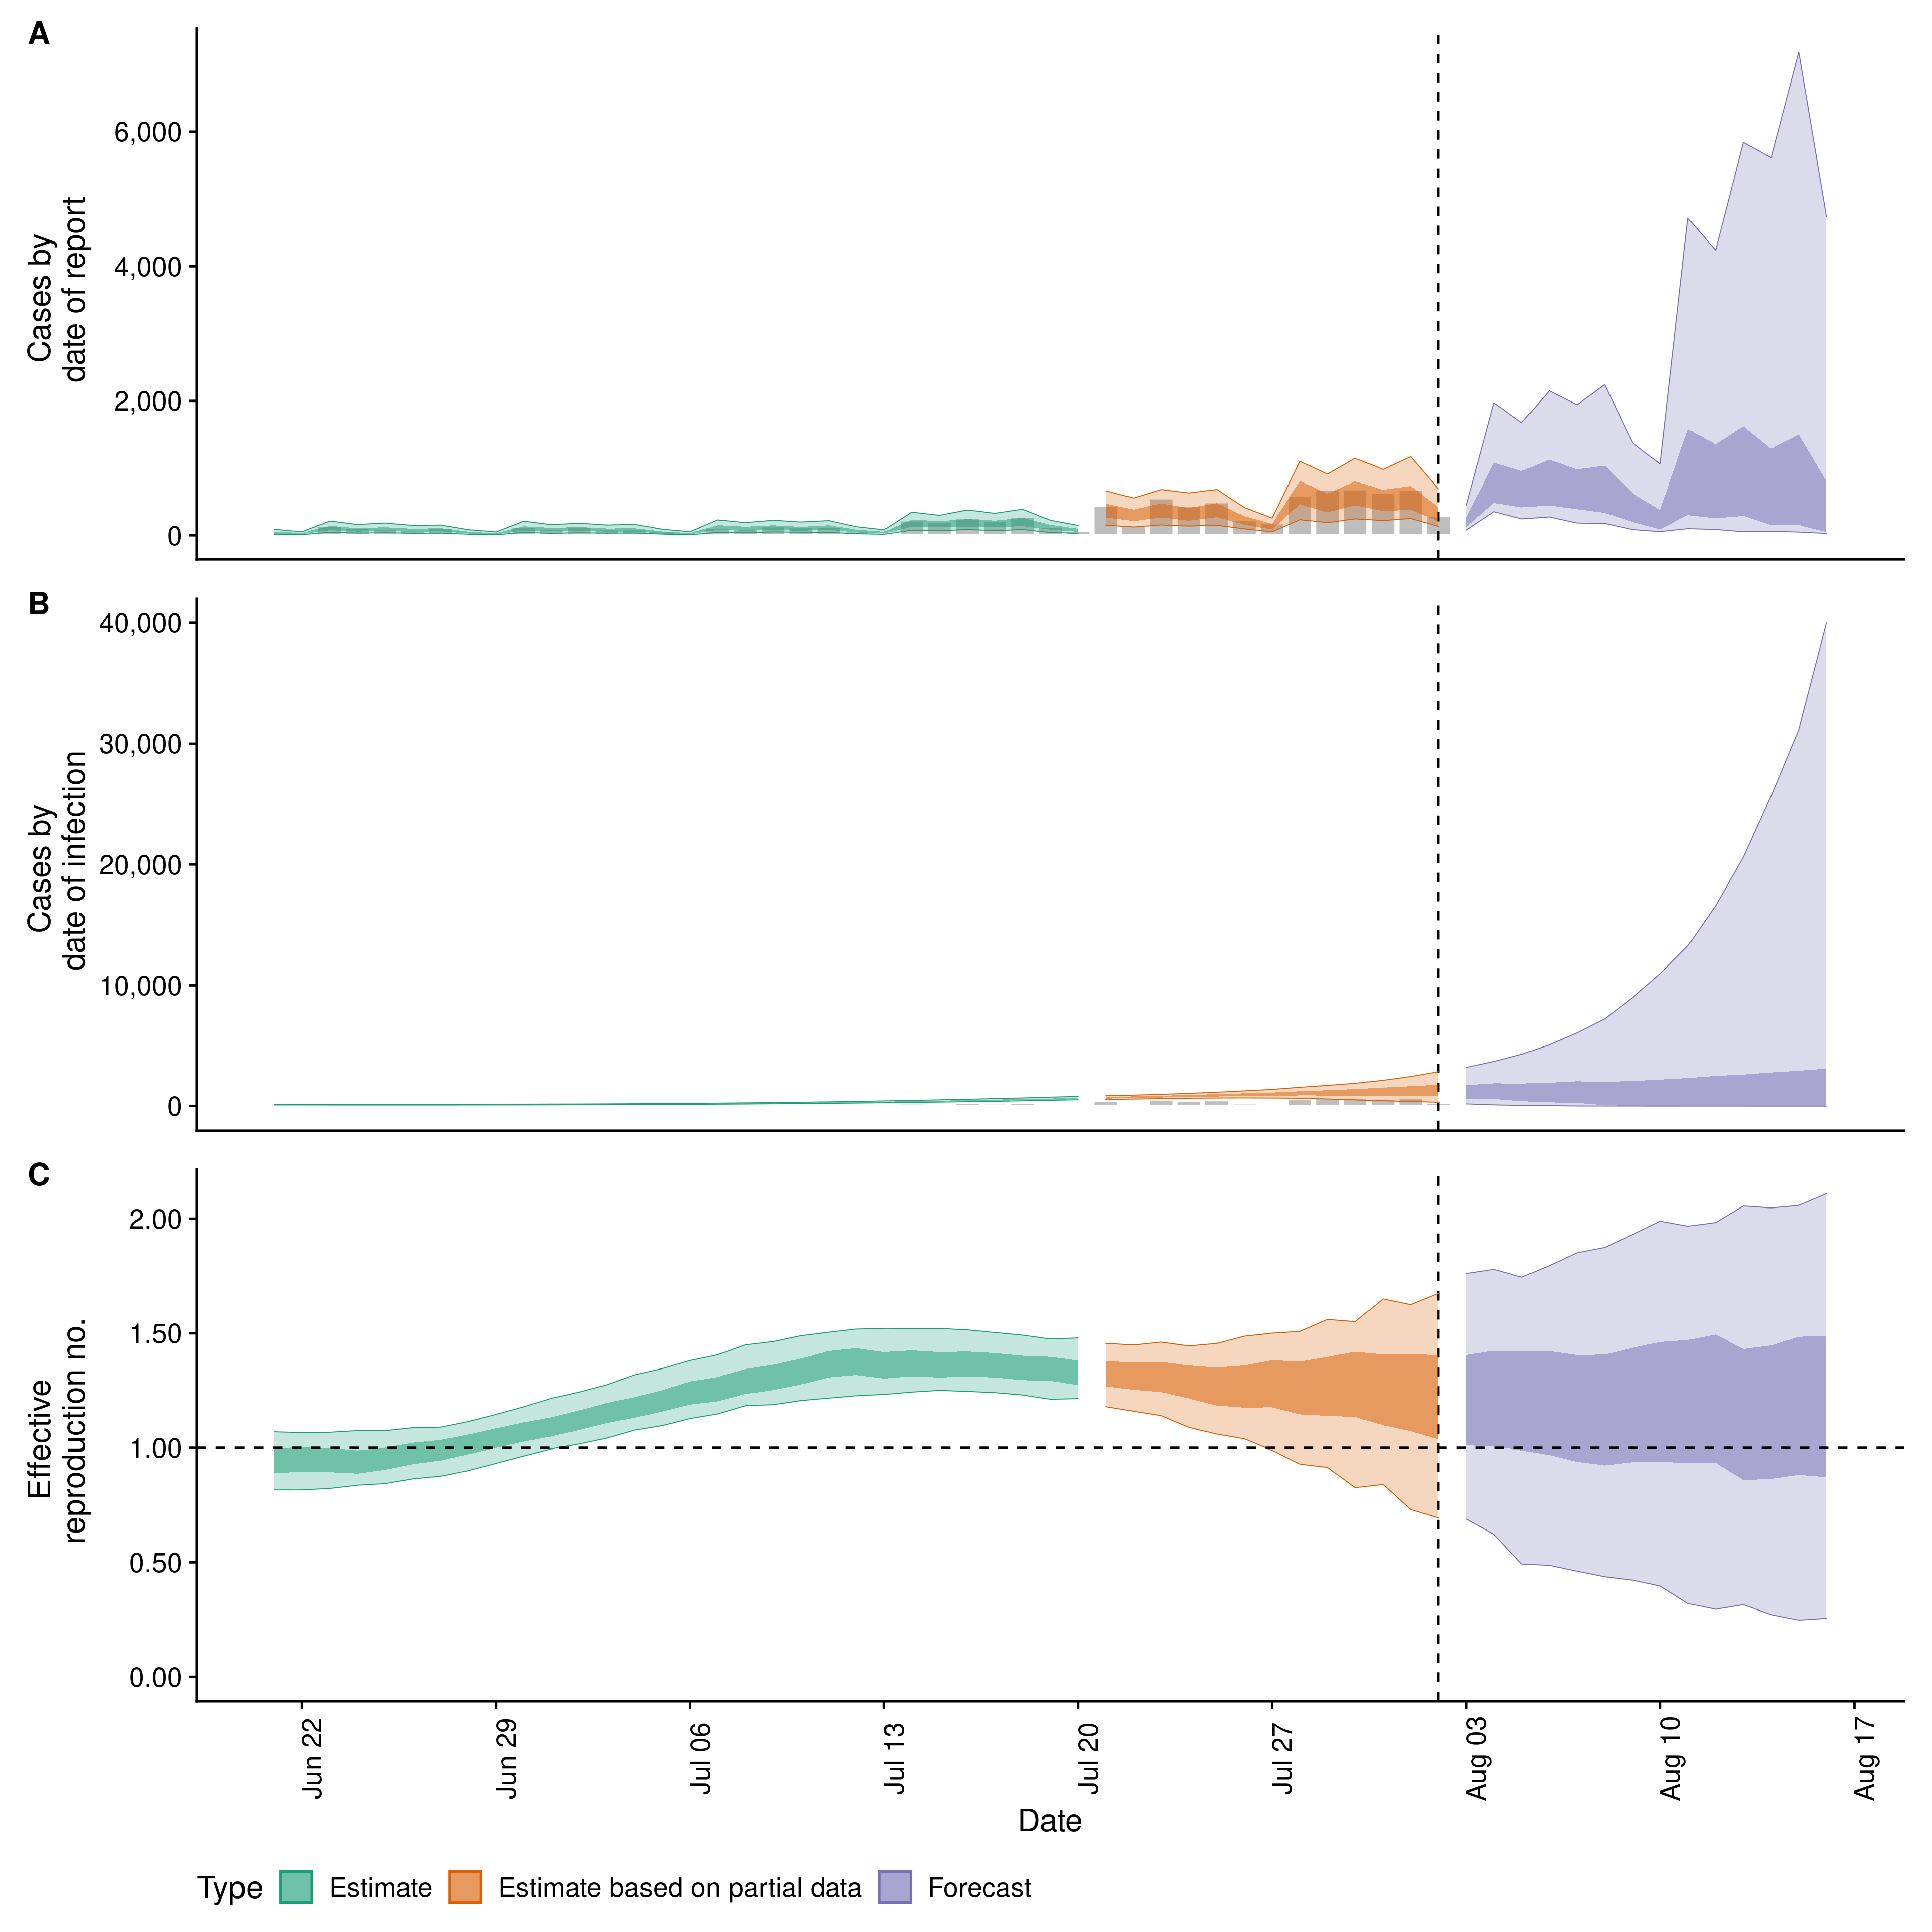 A
Cases by
date of report
6,000
4,000
2,000
0
B
Cases by
date of infection
40,000
30,000
20,000
10,000
0
C
Effective
reproduction no.
2.00
1.50
1.00
0.50
0.00
Jun 22
Jun 29
Jul 06
Jul 13
Jul 20
Jul 27
Aug 03
Aug 10
Aug 17
Date
Type Estimate Estimate based on partial data Forecast